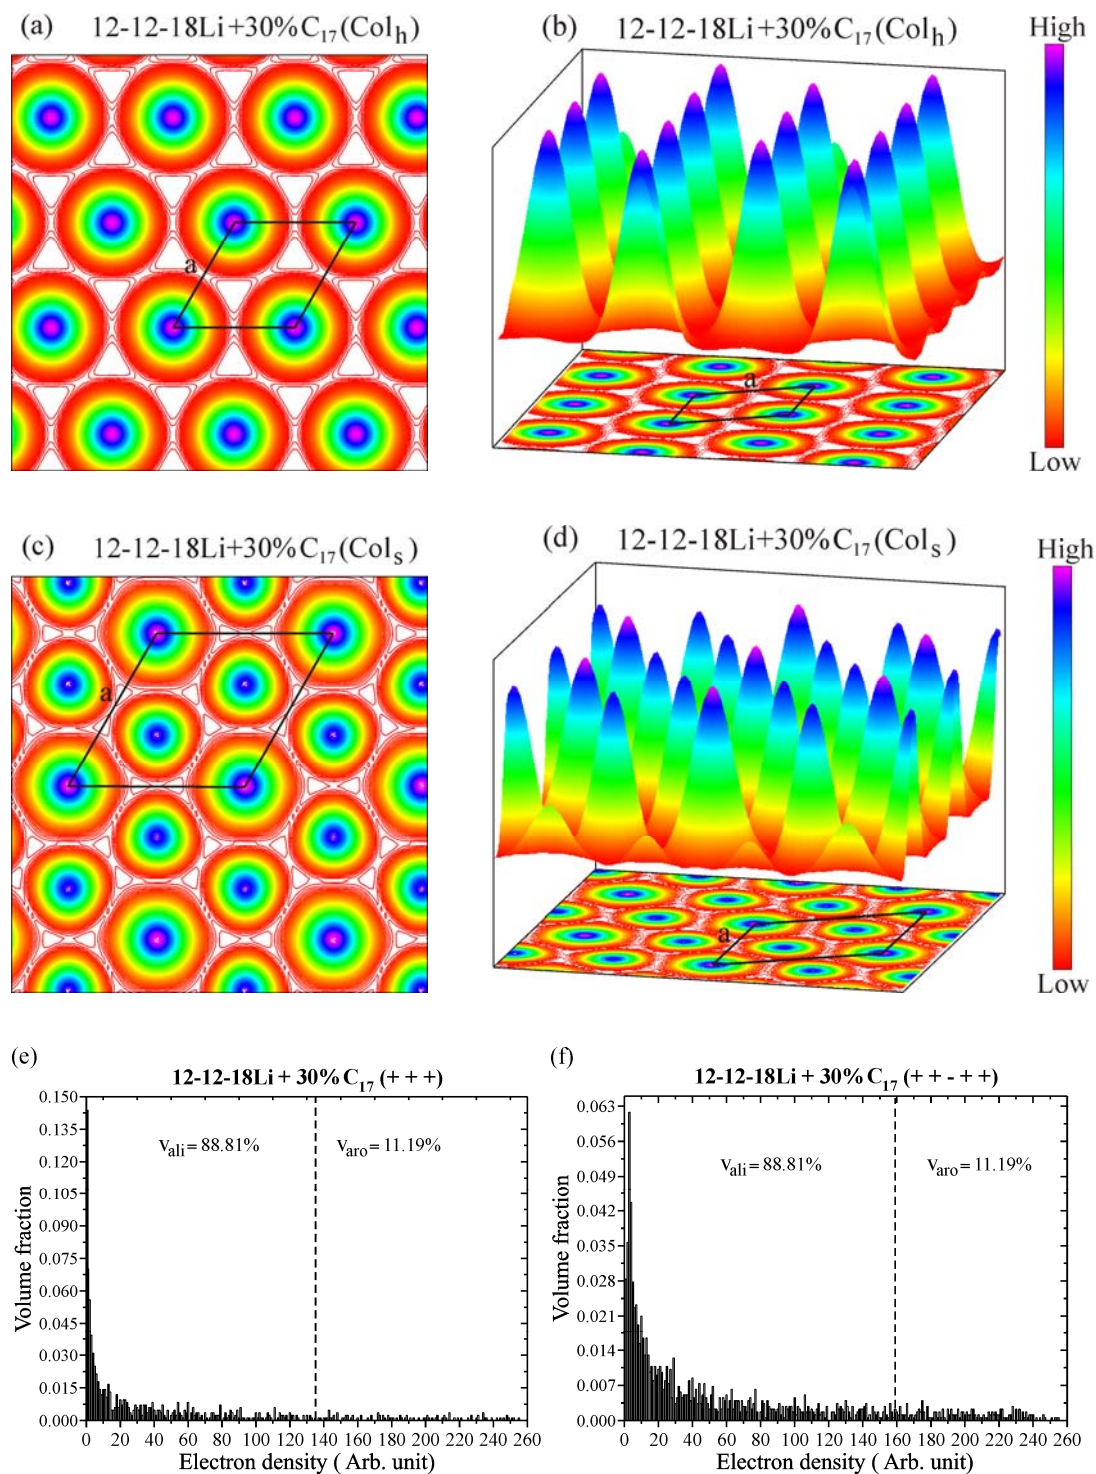 (a) 12-12-18Li+30%C₁₇(Colₕ)
(b) 12-12-18Li+30%C₁₇(Colₕ)
High
a
a
Low
(c) 12-12-18Li+30%C₁₇(Colₛ)
(d) 12-12-18Li+30%C₁₇(Colₛ)
High
a
a
Low
(e)
12-12-18Li + 30% C₁₇ (+ + +)
0.150
0.135
0.120
0.105
0.090
0.075
0.060
0.045
0.030
0.015
0.000
Volume fraction
v_ali = 88.81%
v_aro = 11.19%
0 20 40 60 80 100 120 140 160 180 200 220 240 260
Electron density ( Arb. unit)
(f)
12-12-18Li + 30% C₁₇ (+ + - + +)
0.063
0.056
0.049
0.042
0.035
0.028
0.021
0.014
0.007
0.000
Volume fraction
v_ali = 88.81%
v_aro = 11.19%
0 20 40 60 80 100 120 140 160 180 200 220 240 260
Electron density ( Arb. unit)